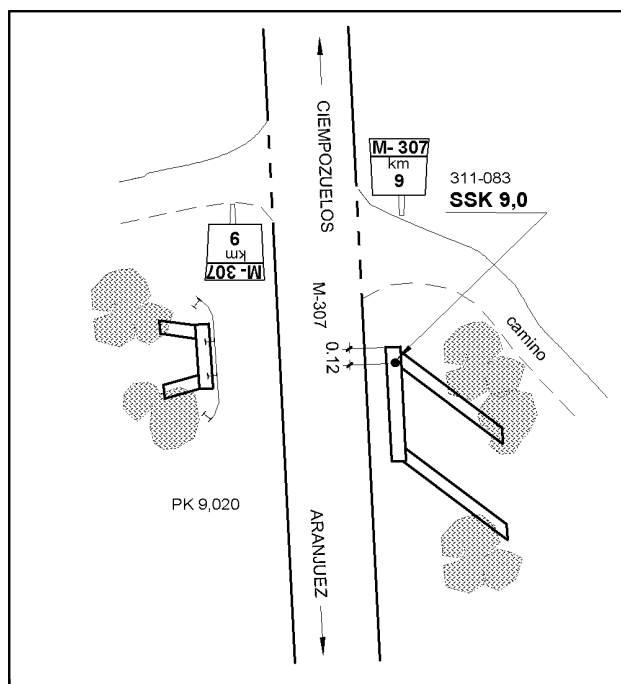 CIEMPOZUELOS
M- 307
km
9
311-083
SSK 9,0
M- 307
km
9
M-307
0.12
camino
PK 9,020
ARANJUEZ